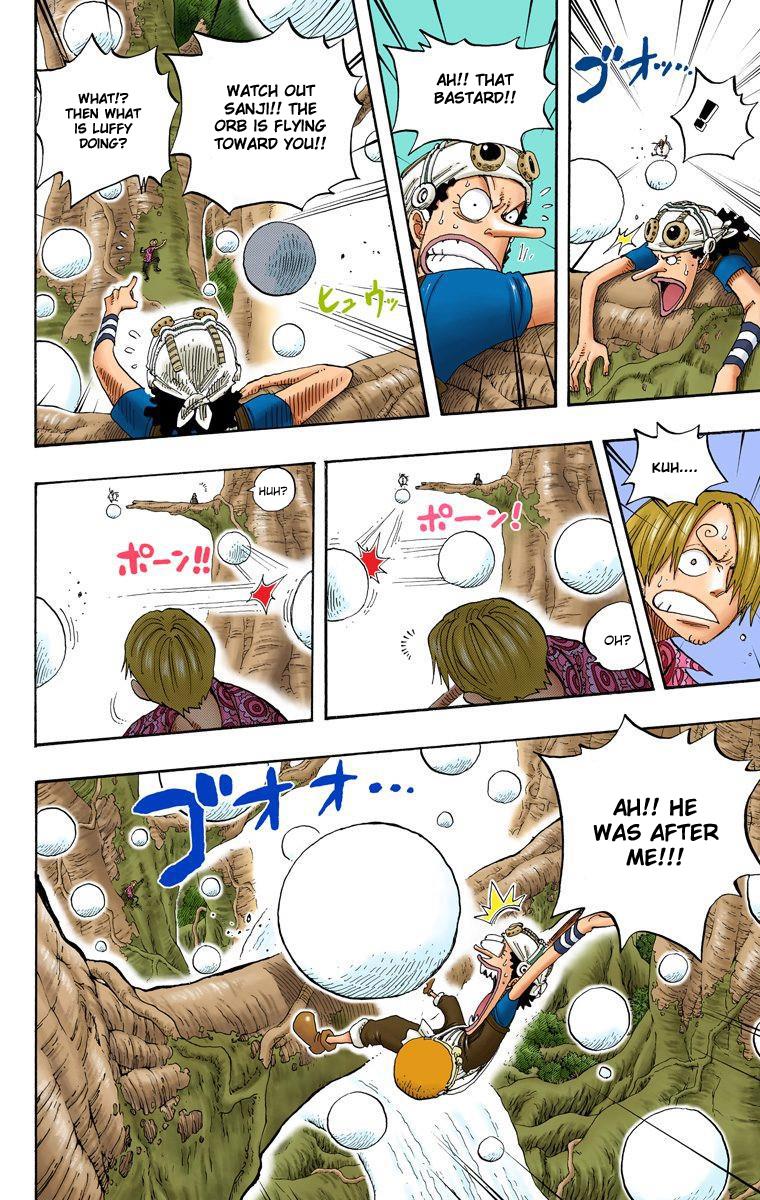 !
ゴオッ…
AH!! THAT
BASTARD!!
WATCH OUT
SANJI!! THE
ORB IS FLYING
TOWARD YOU!!
WHAT!?
THEN WHAT
IS LUFFY
DOING?
ヒュウッ
KUH....
ポーン!
OH?
HUH?
ポーン!!
AH!! HE
WAS AFTER
ME!!!
ゴオオ…